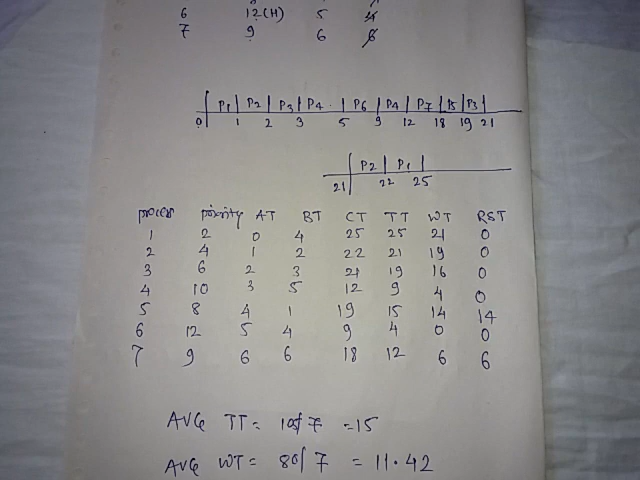 6 12(H) 5
7 9 6
P1 P2 P3 P4 P6 P4 P7 P5 P3
0 1 2 3 5 9 12 18 19 21
P2 P1
21 22 25
process priority AT BT CT TT WT RST
1 2 0 4 25 25 21 0
2 4 1 2 22 21 19 0
3 6 2 3 21 19 16 0
4 10 3 5 12 9 4 0
5 8 4 1 19 15 14 14
6 12 5 4 9 4 0 0
7 9 6 6 18 12 6 6
AVG TT = 105/7 = 15
AVG WT = 80/7 = 11.42